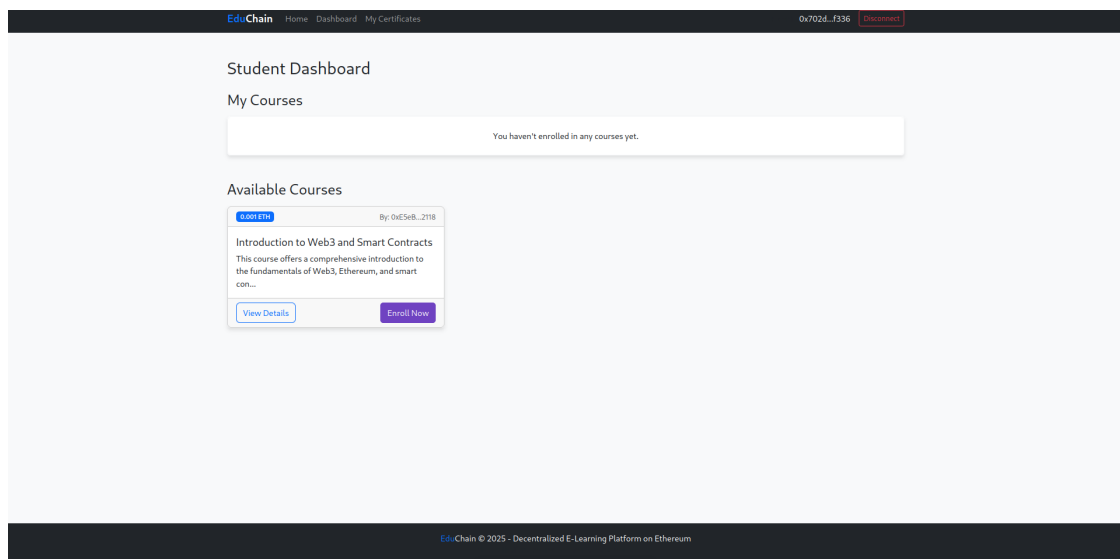 EduChain Home Dashboard My Certificates 0x702d...f336 Disconnect
Student Dashboard
My Courses
You haven't enrolled in any courses yet.
Available Courses
0.001 ETH By: 0xE5eB...2118
Introduction to Web3 and Smart Contracts
This course offers a comprehensive introduction to
the fundamentals of Web3, Ethereum, and smart
con...
View Details Enroll Now
EduChain © 2025 - Decentralized E-Learning Platform on Ethereum